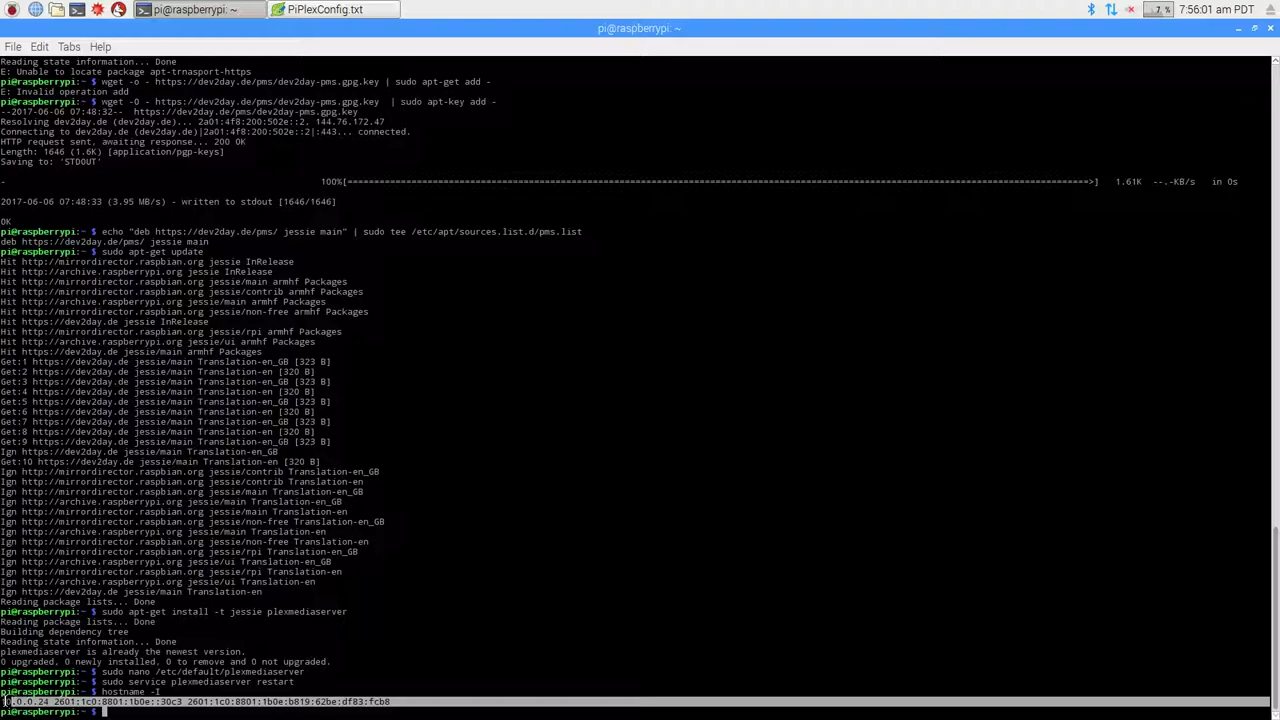 pi@raspberrypi: ~
PiPlexConfig.txt
7 %
7:56:01 am PDT
pi@raspberrypi: ~
File Edit Tabs Help
Reading state information... Done
E: Unable to locate package apt-trnasport-https
pi@raspberrypi:~ $ wget -o - https://dev2day.de/pms/dev2day-pms.gpg.key | sudo apt-get add -
E: Invalid operation add
pi@raspberrypi:~ $ wget -O - https://dev2day.de/pms/dev2day-pms.gpg.key  | sudo apt-key add -
--2017-06-06 07:48:32--  https://dev2day.de/pms/dev2day-pms.gpg.key
Resolving dev2day.de (dev2day.de)... 2a01:4f8:200:502e::2, 144.76.172.47
Connecting to dev2day.de (dev2day.de)|2a01:4f8:200:502e::2|:443... connected.
HTTP request sent, awaiting response... 200 OK
Length: 1646 (1.6K) [application/pgp-keys]
Saving to: ‘STDOUT’
- 100%[=====================================================================================================================================>] 1.61K --.-KB/s in 0s
2017-06-06 07:48:33 (3.95 MB/s) - written to stdout [1646/1646]
OK
pi@raspberrypi:~ $ echo "deb https://dev2day.de/pms/ jessie main" | sudo tee /etc/apt/sources.list.d/pms.list
deb https://dev2day.de/pms/ jessie main
pi@raspberrypi:~ $ sudo apt-get update
Hit http://mirrordirector.raspbian.org jessie InRelease
Hit http://archive.raspberrypi.org jessie InRelease
Hit http://mirrordirector.raspbian.org jessie/main armhf Packages
Hit http://mirrordirector.raspbian.org jessie/contrib armhf Packages
Hit http://archive.raspberrypi.org jessie/main armhf Packages
Hit http://mirrordirector.raspbian.org jessie/non-free armhf Packages
Hit https://dev2day.de jessie InRelease
Hit http://mirrordirector.raspbian.org jessie/rpi armhf Packages
Hit http://archive.raspberrypi.org jessie/ui armhf Packages
Hit https://dev2day.de jessie/main armhf Packages
Get:1 https://dev2day.de jessie/main Translation-en_GB [323 B]
Get:2 https://dev2day.de jessie/main Translation-en [320 B]
Get:3 https://dev2day.de jessie/main Translation-en_GB [323 B]
Get:4 https://dev2day.de jessie/main Translation-en [320 B]
Get:5 https://dev2day.de jessie/main Translation-en_GB [323 B]
Get:6 https://dev2day.de jessie/main Translation-en [320 B]
Get:7 https://dev2day.de jessie/main Translation-en_GB [323 B]
Get:8 https://dev2day.de jessie/main Translation-en [320 B]
Get:9 https://dev2day.de jessie/main Translation-en_GB [323 B]
Ign https://dev2day.de jessie/main Translation-en_GB
Get:10 https://dev2day.de jessie/main Translation-en [320 B]
Ign http://mirrordirector.raspbian.org jessie/contrib Translation-en_GB
Ign http://mirrordirector.raspbian.org jessie/contrib Translation-en
Ign http://mirrordirector.raspbian.org jessie/main Translation-en_GB
Ign http://archive.raspberrypi.org jessie/main Translation-en_GB
Ign http://mirrordirector.raspbian.org jessie/main Translation-en
Ign http://mirrordirector.raspbian.org jessie/non-free Translation-en_GB
Ign http://archive.raspberrypi.org jessie/main Translation-en
Ign http://mirrordirector.raspbian.org jessie/non-free Translation-en
Ign http://mirrordirector.raspbian.org jessie/rpi Translation-en_GB
Ign http://archive.raspberrypi.org jessie/ui Translation-en_GB
Ign http://mirrordirector.raspbian.org jessie/rpi Translation-en
Ign http://archive.raspberrypi.org jessie/ui Translation-en
Ign https://dev2day.de jessie/main Translation-en
Reading package lists... Done
pi@raspberrypi:~ $ sudo apt-get install -t jessie plexmediaserver
Reading package lists... Done
Building dependency tree
Reading state information... Done
plexmediaserver is already the newest version.
0 upgraded, 0 newly installed, 0 to remove and 0 not upgraded.
pi@raspberrypi:~ $ sudo nano /etc/default/plexmediaserver
pi@raspberrypi:~ $ sudo service plexmediaserver restart
pi@raspberrypi:~ $ hostname -I
10.0.0.24 2601:1c0:8801:1b0e::30c3 2601:1c0:8801:1b0e:b819:62be:df83:fcb8
pi@raspberrypi:~ $